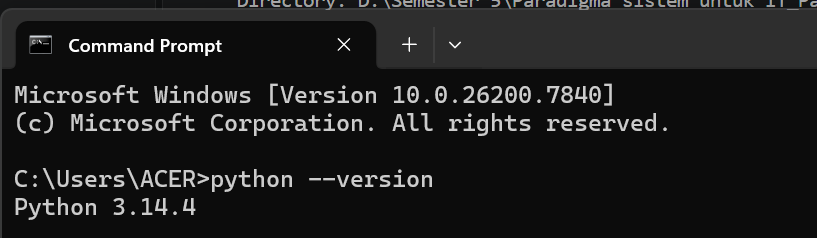 Directory: D:\Semester 5\Paradigma sistem untuk IT_Pa
Command Prompt
Microsoft Windows [Version 10.0.26200.7840]
(c) Microsoft Corporation. All rights reserved.
C:\Users\ACER>python --version
Python 3.14.4